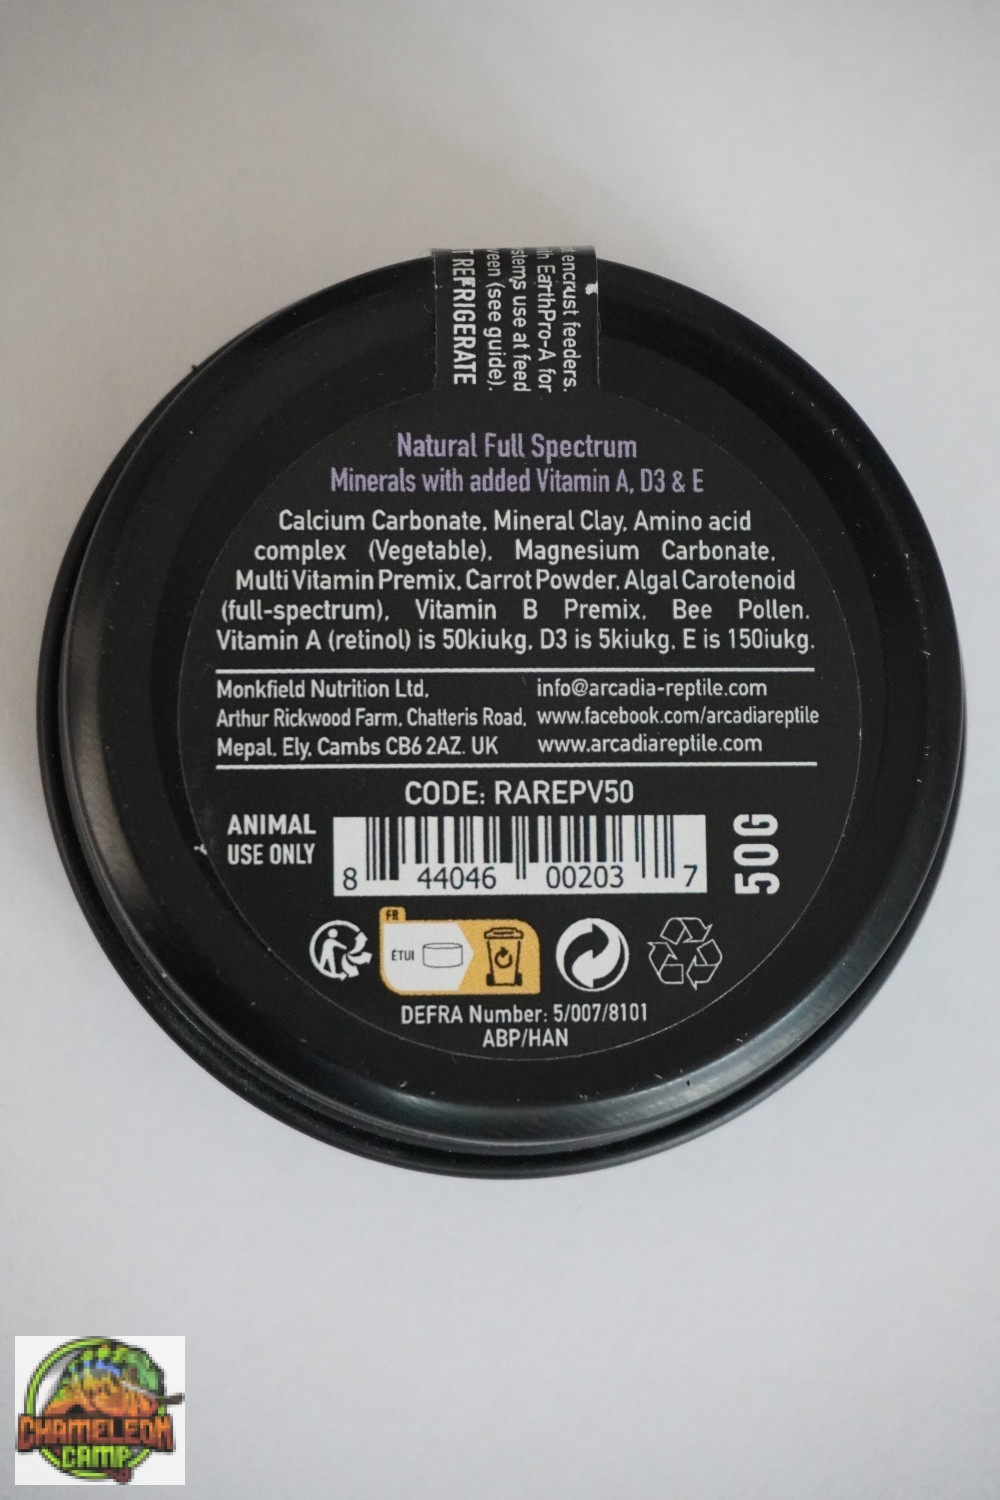 t encrust feeders.
th EarthPro-A for
stems use at feed
veen (see guide).
T REFRIGERATE
Natural Full Spectrum
Minerals with added Vitamin A, D3 & E
Calcium Carbonate, Mineral Clay, Amino acid
complex (Vegetable), Magnesium Carbonate,
Multi Vitamin Premix, Carrot Powder, Algal Carotenoid
(full-spectrum), Vitamin B Premix, Bee Pollen.
Vitamin A (retinol) is 50kiukg, D3 is 5kiukg, E is 150iukg.
Monkfield Nutrition Ltd,
Arthur Rickwood Farm, Chatteris Road,
Mepal, Ely, Cambs CB6 2AZ. UK
info@arcadia-reptile.com
www.facebook.com/arcadiareptile
www.arcadiareptile.com
CODE: RAREPV50
ANIMAL
USE ONLY
8 44046 00203 7
50G
FR
ÉTUI
DEFRA Number: 5/007/8101
ABP/HAN
CHAMELEON
CAMP